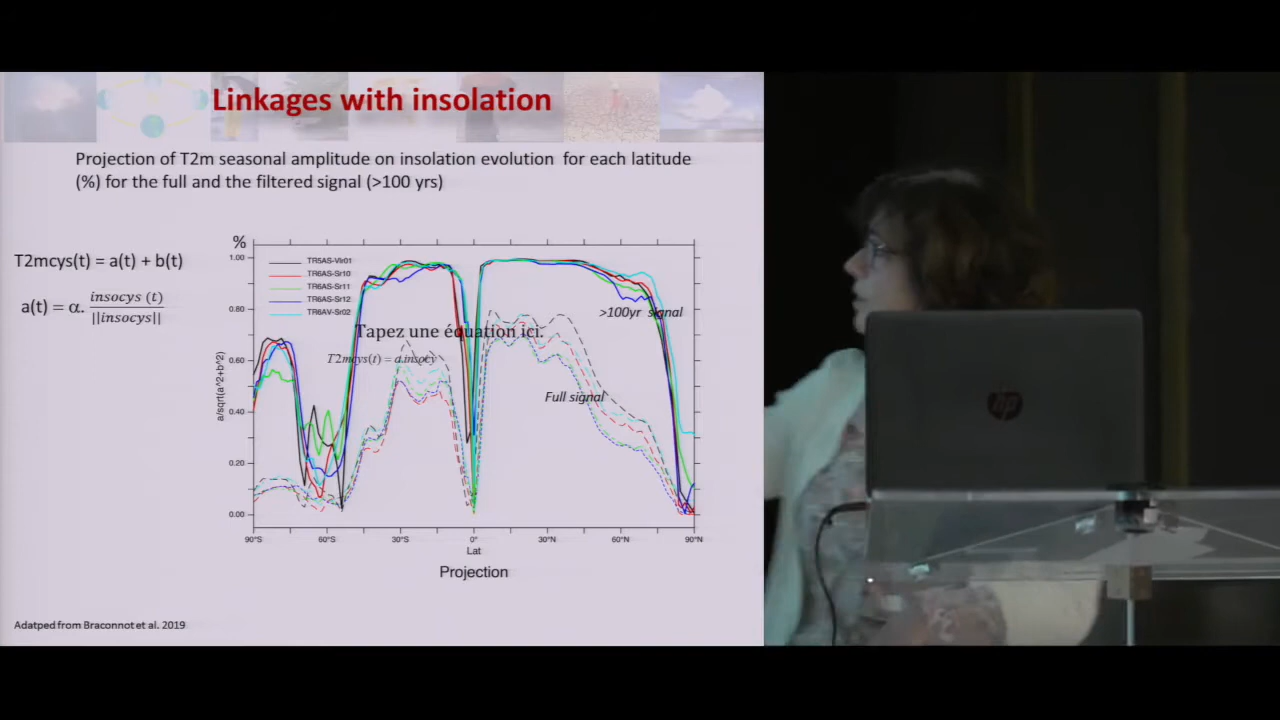 Linkages with insolation
Projection of T2m seasonal amplitude on insolation evolution for each latitude
(%) for the full and the filtered signal (>100 yrs)
T2mcys(t) = a(t) + b(t)
a(t) = α. insocys (t)
||insocys||
%
1.00
0.80
0.60
0.40
0.20
0.00
a/sqrt(a^2+b^2)
TR5AS-Vlr01
TR6AS-Sr10
TR6AS-Sr11
TR6AS-Sr12
TR6AV-Sr02
>100yr signal
Tapez une équation ici.
T2mcys(t) = α.insocy
Full signal
90°S 60°S 30°S 0° 30°N 60°N 90°N
Lat
Projection
Adatped from Braconnot et al. 2019
hp